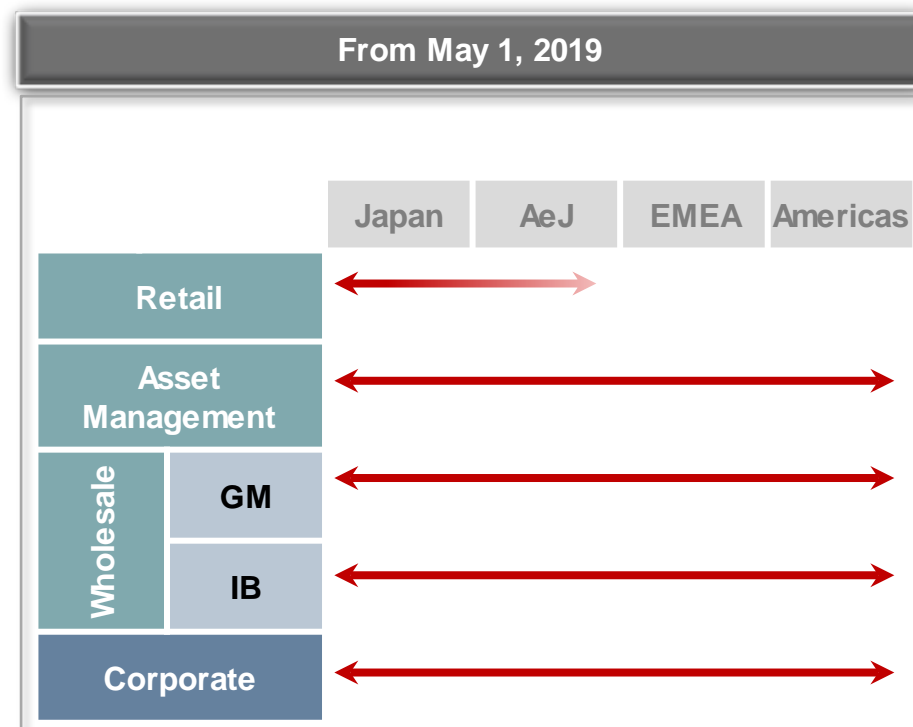 From May 1, 2019
Japan
AeJ
EMEA
Americas
Retail
Asset
Management
Wholesale
GM
IB
Corporate